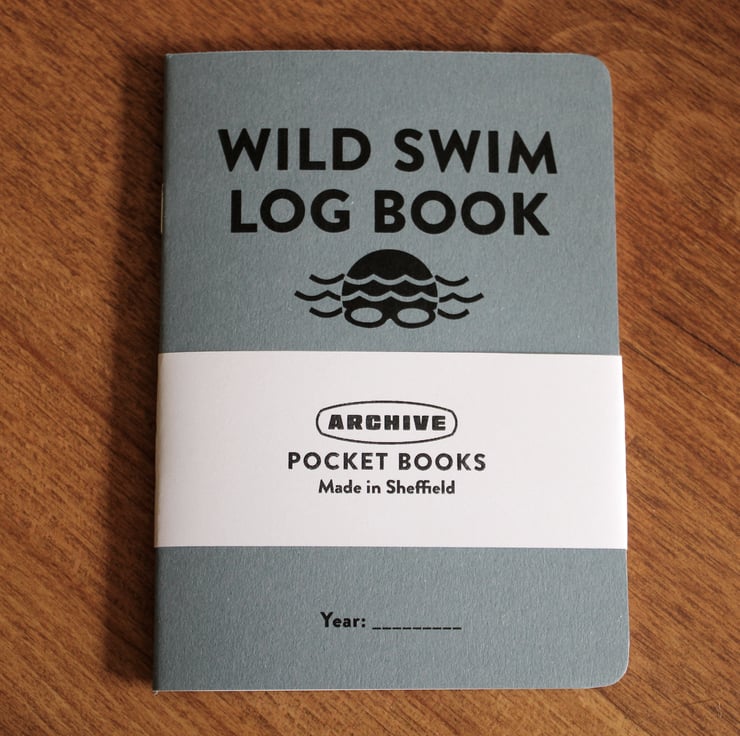 WILD SWIM
LOG BOOK
ARCHIVE
POCKET BOOKS
Made in Sheffield
Year: _________